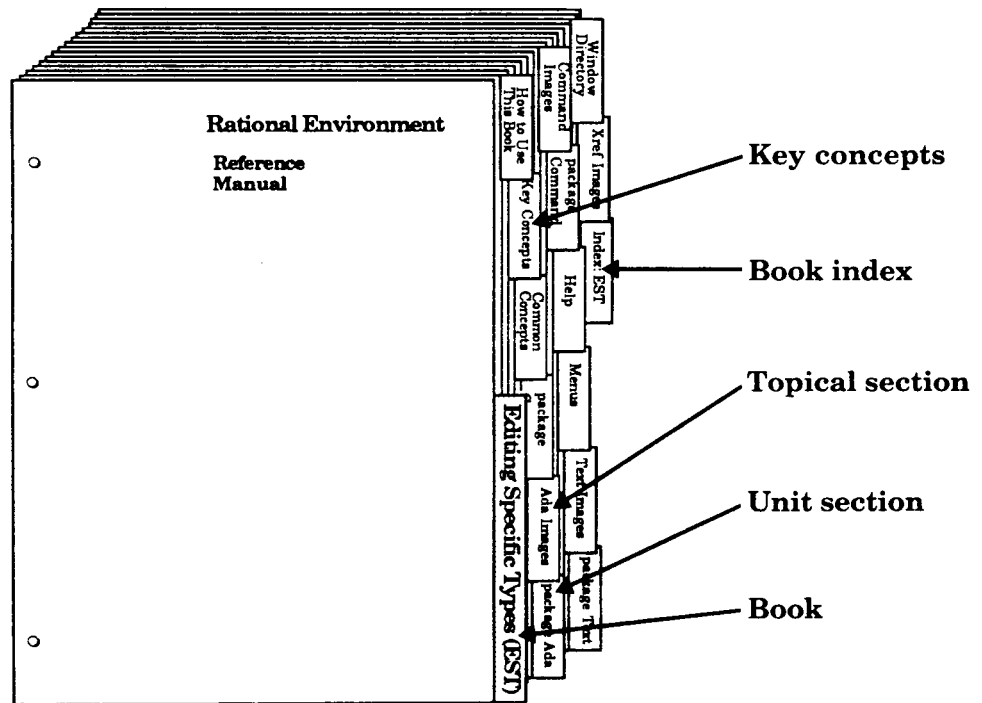 Rational Environment
Reference
Manual
How to Use
This Book
Key Concepts
Common
Concepts
package
Ada Images
package Ada
Editing Specific Types (EST)
Command
Images
package
Command
Help
Menus
Text Images
package Text
Window
Directory
Xref Images
Index: EST
Key concepts
Book index
Topical section
Unit section
Book